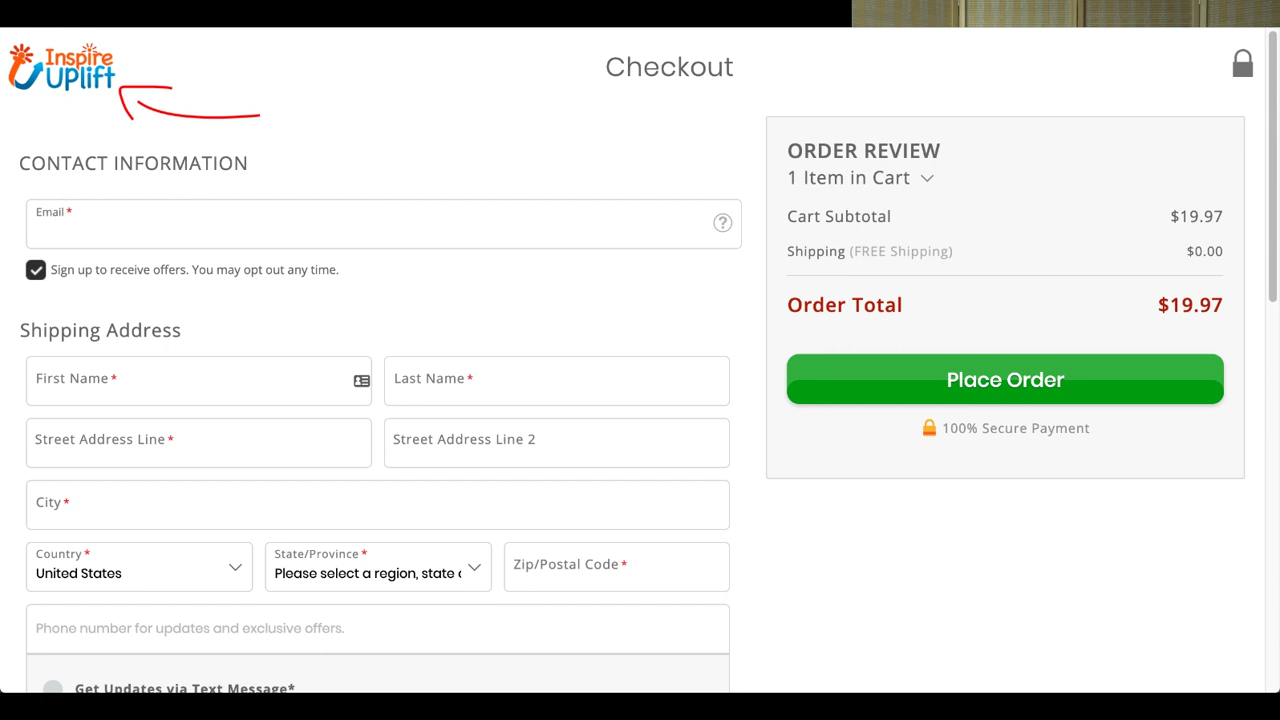 Inspire
Uplift
Checkout
CONTACT INFORMATION
Email *
?
Sign up to receive offers. You may opt out any time.
Shipping Address
First Name *
Last Name *
Street Address Line *
Street Address Line 2
City *
Country *
United States
State/Province *
Please select a region, state
Zip/Postal Code *
Phone number for updates and exclusive offers.
Get Updates via Text Message*
ORDER REVIEW
1 Item in Cart
Cart Subtotal $19.97
Shipping (FREE Shipping) $0.00
Order Total $19.97
Place Order
100% Secure Payment